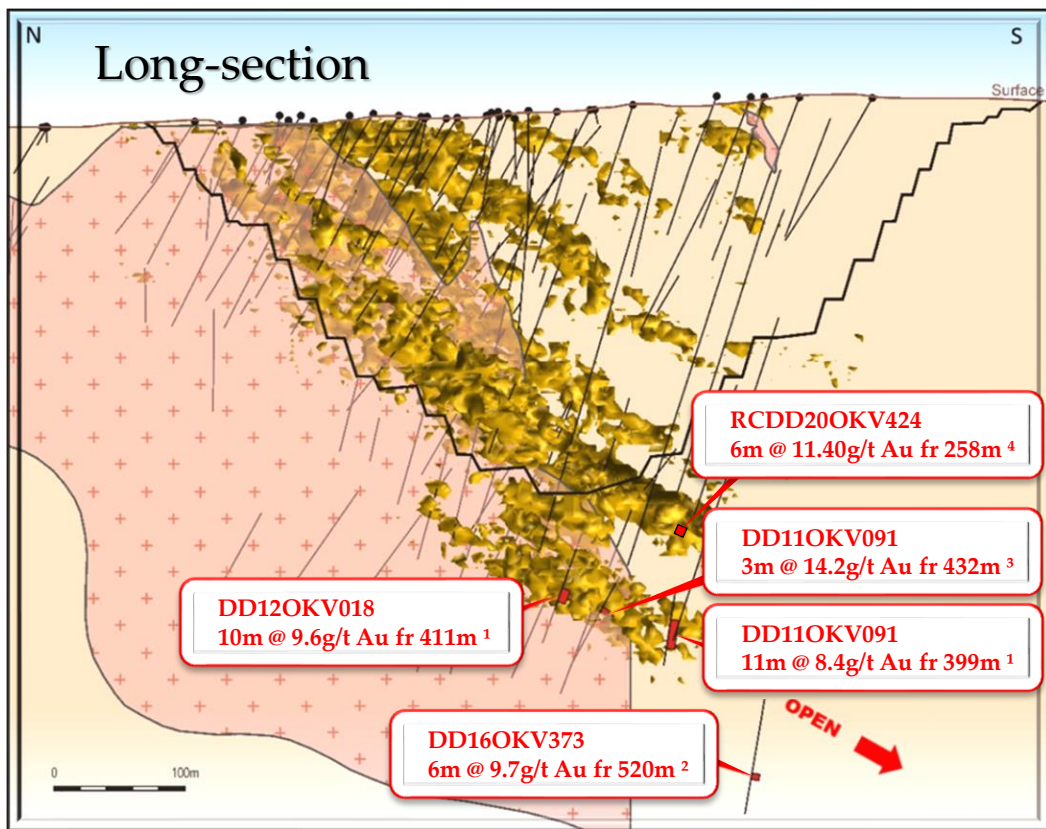 N
S
Long-section
Surface
RCDD20OKV424
6m @ 11.40g/t Au fr 258m ⁴
DD11OKV091
3m @ 14.2g/t Au fr 432m ³
DD12OKV018
10m @ 9.6g/t Au fr 411m ¹
DD11OKV091
11m @ 8.4g/t Au fr 399m ¹
OPEN
DD16OKV373
6m @ 9.7g/t Au fr 520m ²
0 100m